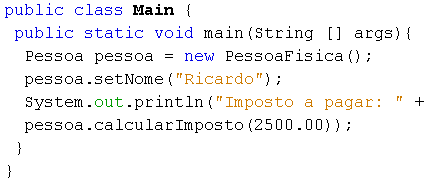 public class Main {
public static void main(String [] args){
Pessoa pessoa = new PessoaFisica();
pessoa.setNome("Ricardo");
System.out.println("Imposto a pagar: " +
pessoa.calcularImposto(2500.00));
}
}